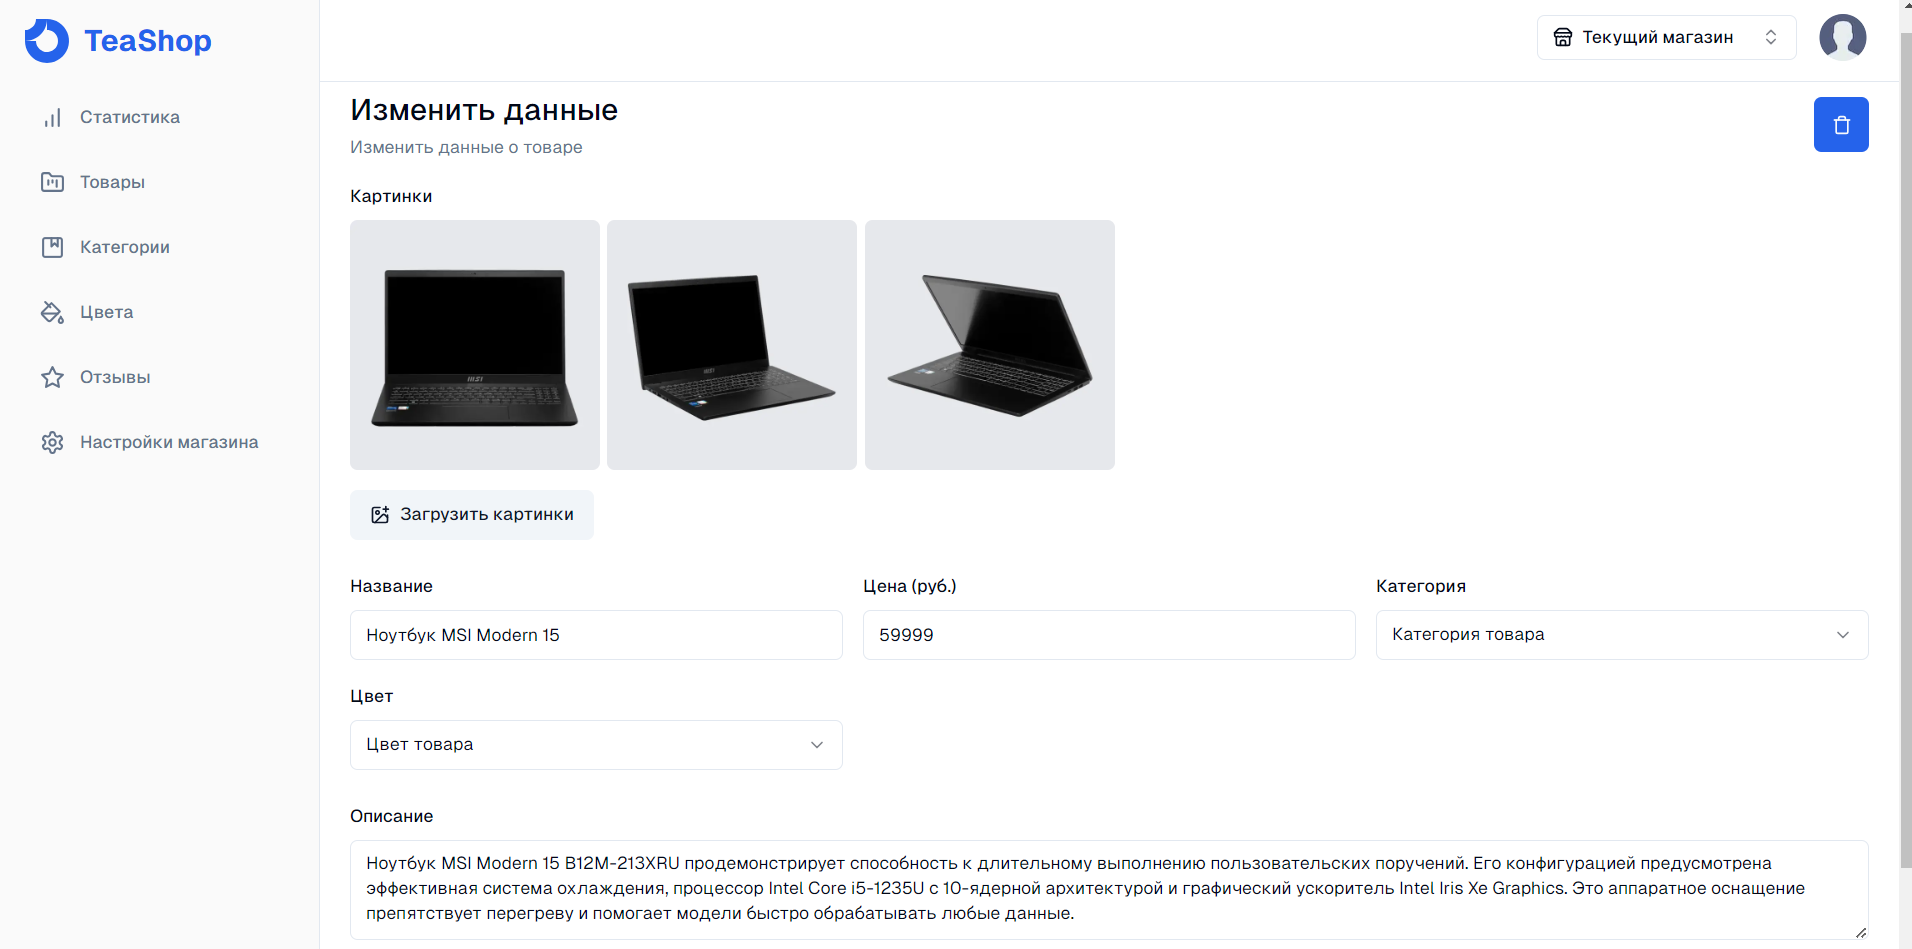 TeaShop
Текущий магазин
Статистика
Товары
Категории
Цвета
Отзывы
Настройки магазина
Изменить данные
Изменить данные о товаре
Картинки
msi
msi
Загрузить картинки
Название
Цена (руб.)
Категория
Ноутбук MSI Modern 15
59999
Категория товара
Цвет
Цвет товара
Описание
Ноутбук MSI Modern 15 B12M-213XRU продемонстрирует способность к длительному выполнению пользовательских поручений. Его конфигурацией предусмотрена
эффективная система охлаждения, процессор Intel Core i5-1235U с 10-ядерной архитектурой и графический ускоритель Intel Iris Xe Graphics. Это аппаратное оснащение
препятствует перегреву и помогает модели быстро обрабатывать любые данные.